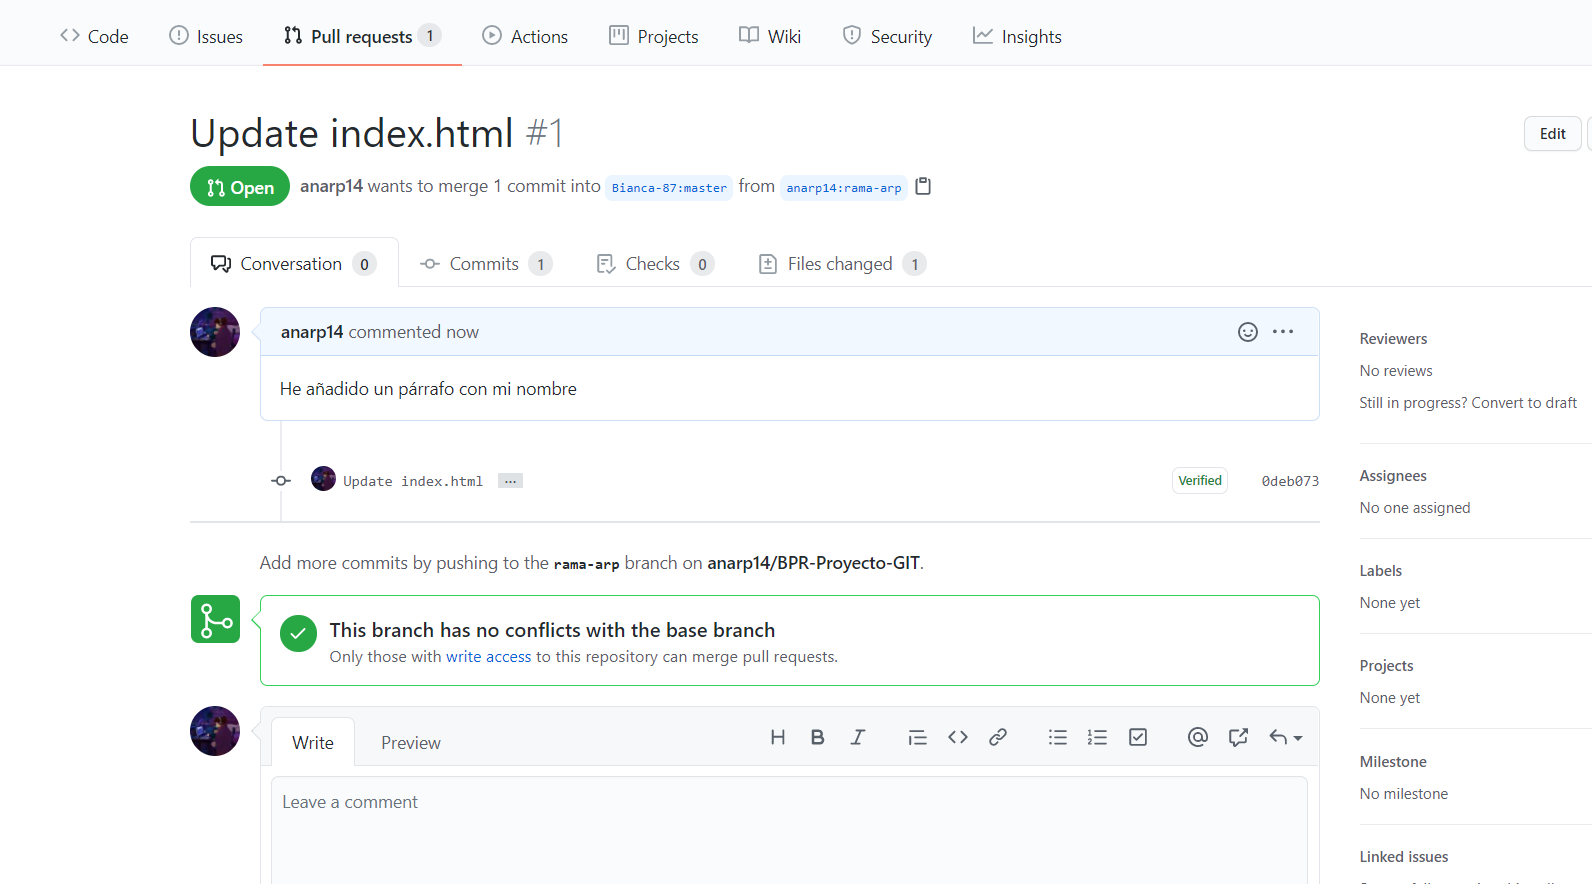 Code Issues Pull requests 1 Actions Projects Wiki Security Insights
Update index.html #1
Edit
Open anarp14 wants to merge 1 commit into Bianca-87:master from anarp14:rama-arp
Conversation 0 Commits 1 Checks 0 Files changed 1
anarp14 commented now
He añadido un párrafo con mi nombre
Update index.html ... Verified 0deb073
Add more commits by pushing to the rama-arp branch on anarp14/BPR-Proyecto-GIT.
This branch has no conflicts with the base branch
Only those with write access to this repository can merge pull requests.
Write Preview
Leave a comment
Reviewers
No reviews
Still in progress? Convert to draft
Assignees
No one assigned
Labels
None yet
Projects
None yet
Milestone
No milestone
Linked issues